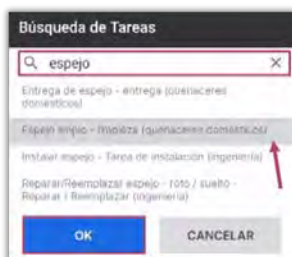 Búsqueda de Tareas
espejo
Entrega de espejo - entrega (quehaceres
domésticos)
Espejo limpio - limpieza (quehaceres domésticos)
Instalar espejo - Tarea de instalación (ingeniería)
Reparar/Reemplazar espejo - roto / suelto -
Reparar / Reemplazar (ingeniería)
OK
CANCELAR